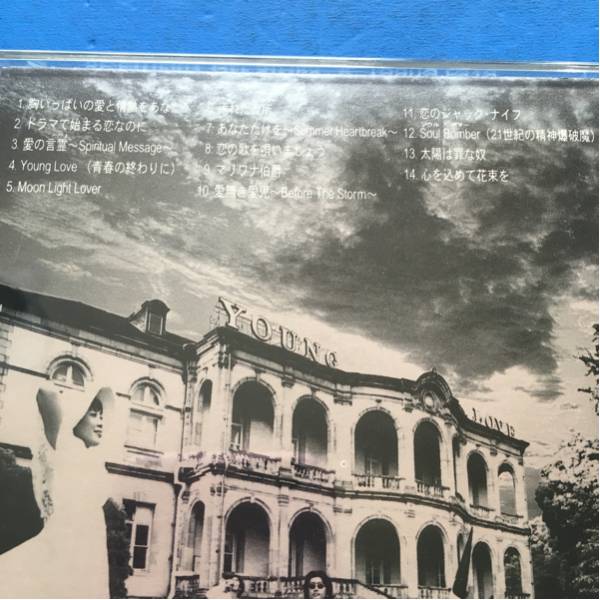 1. 胸いっぱいの愛と情熱をあなたへ
2. ドラマで始まる恋なのに
3. 愛の言霊～Spiritual Message～
4. Young Love （青春の終わりに）
5. Moon Light Lover
7. あなただけを～Summer Heartbreak～
8. 恋の歌を唄いましょう
9. マリワナ伯爵
10. 愛無き愛児～Before The Storm～
11. 恋のジャック・ナイフ
12. Soul Bomber（21世紀の精神爆破魔）
13. 太陽は罪な奴
14. 心を込めて花束を
YOUNG LOVE